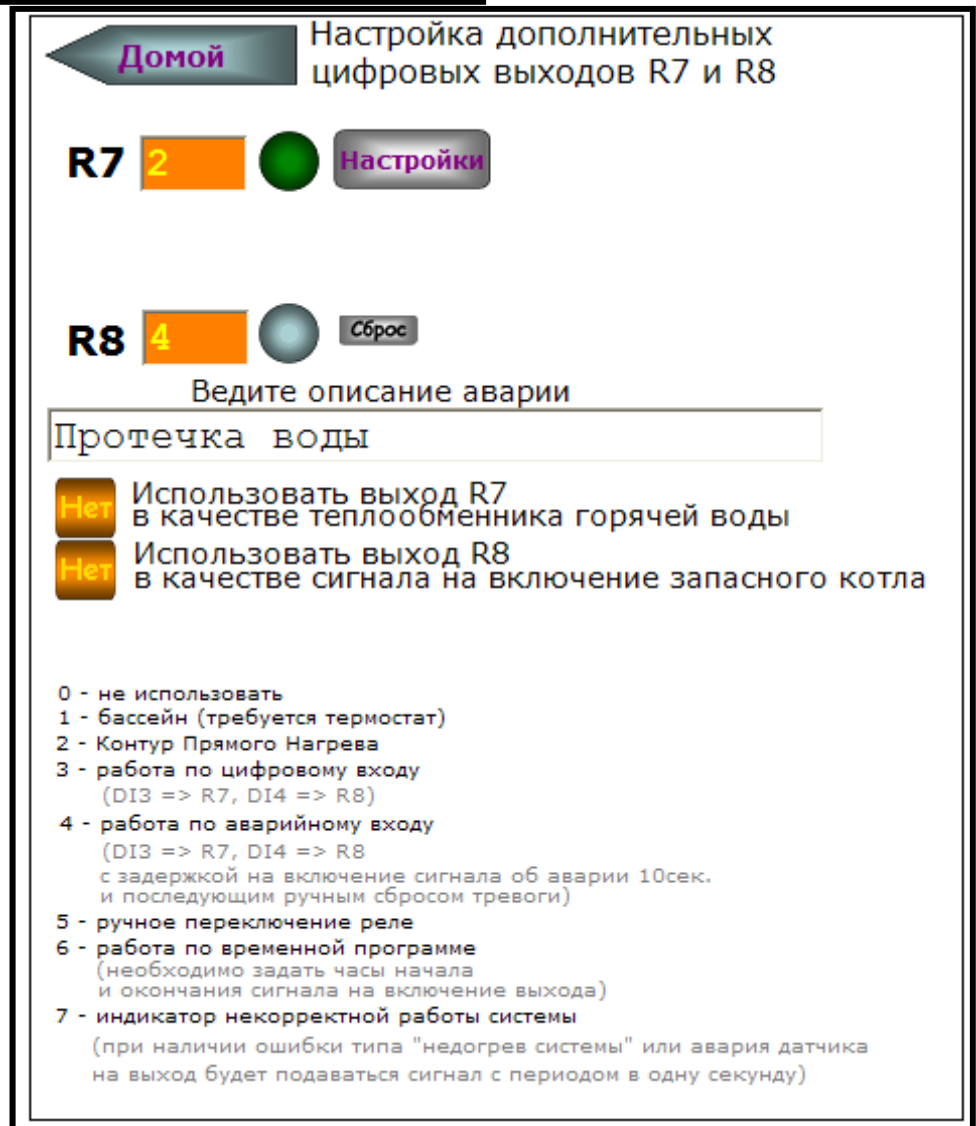 Домой
Настройка дополнительных
цифровых выходов R7 и R8
R7 2 Настройки
R8 4 Сброс
Ведите описание аварии
Протечка воды
Нет Использовать выход R7
в качестве теплообменника горячей воды
Нет Использовать выход R8
в качестве сигнала на включение запасного котла
0 - не использовать
1 - бассейн (требуется термостат)
2 - Контур Прямого Нагрева
3 - работа по цифровому входу
(DI3 => R7, DI4 => R8)
4 - работа по аварийному входу
(DI3 => R7, DI4 => R8
с задержкой на включение сигнала об аварии 10сек.
и последующим ручным сбросом тревоги)
5 - ручное переключение реле
6 - работа по временной программе
(необходимо задать часы начала
и окончания сигнала на включение выхода)
7 - индикатор некорректной работы системы
(при наличии ошибки типа "недогрев системы" или авария датчика
на выход будет подаваться сигнал с периодом в одну секунду)